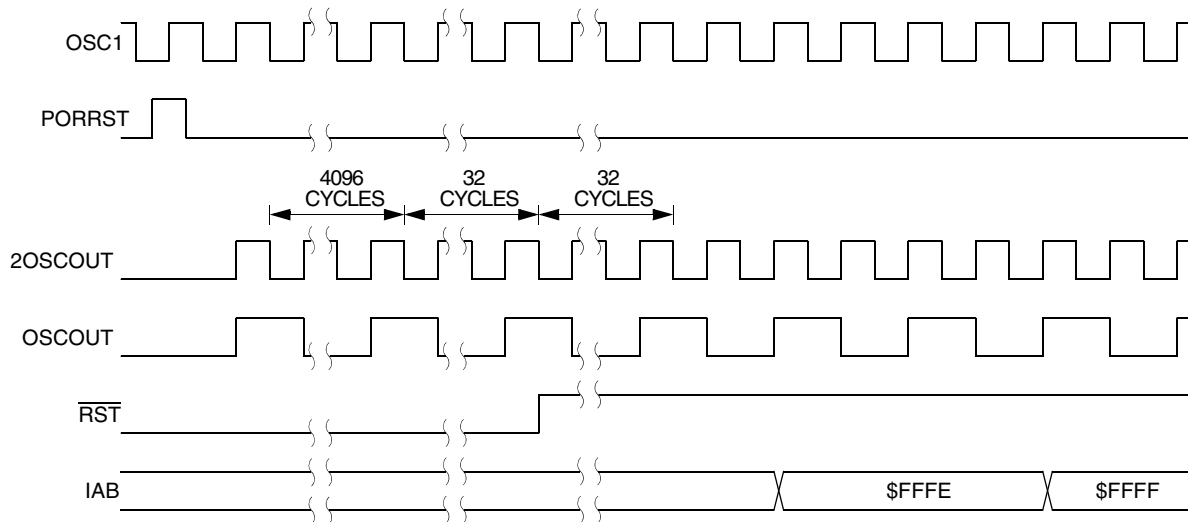 OSC1
PORRST
4096
CYCLES
32
CYCLES
32
CYCLES
2OSCOUT
OSCOUT
RST
IAB
$FFFE
$FFFF